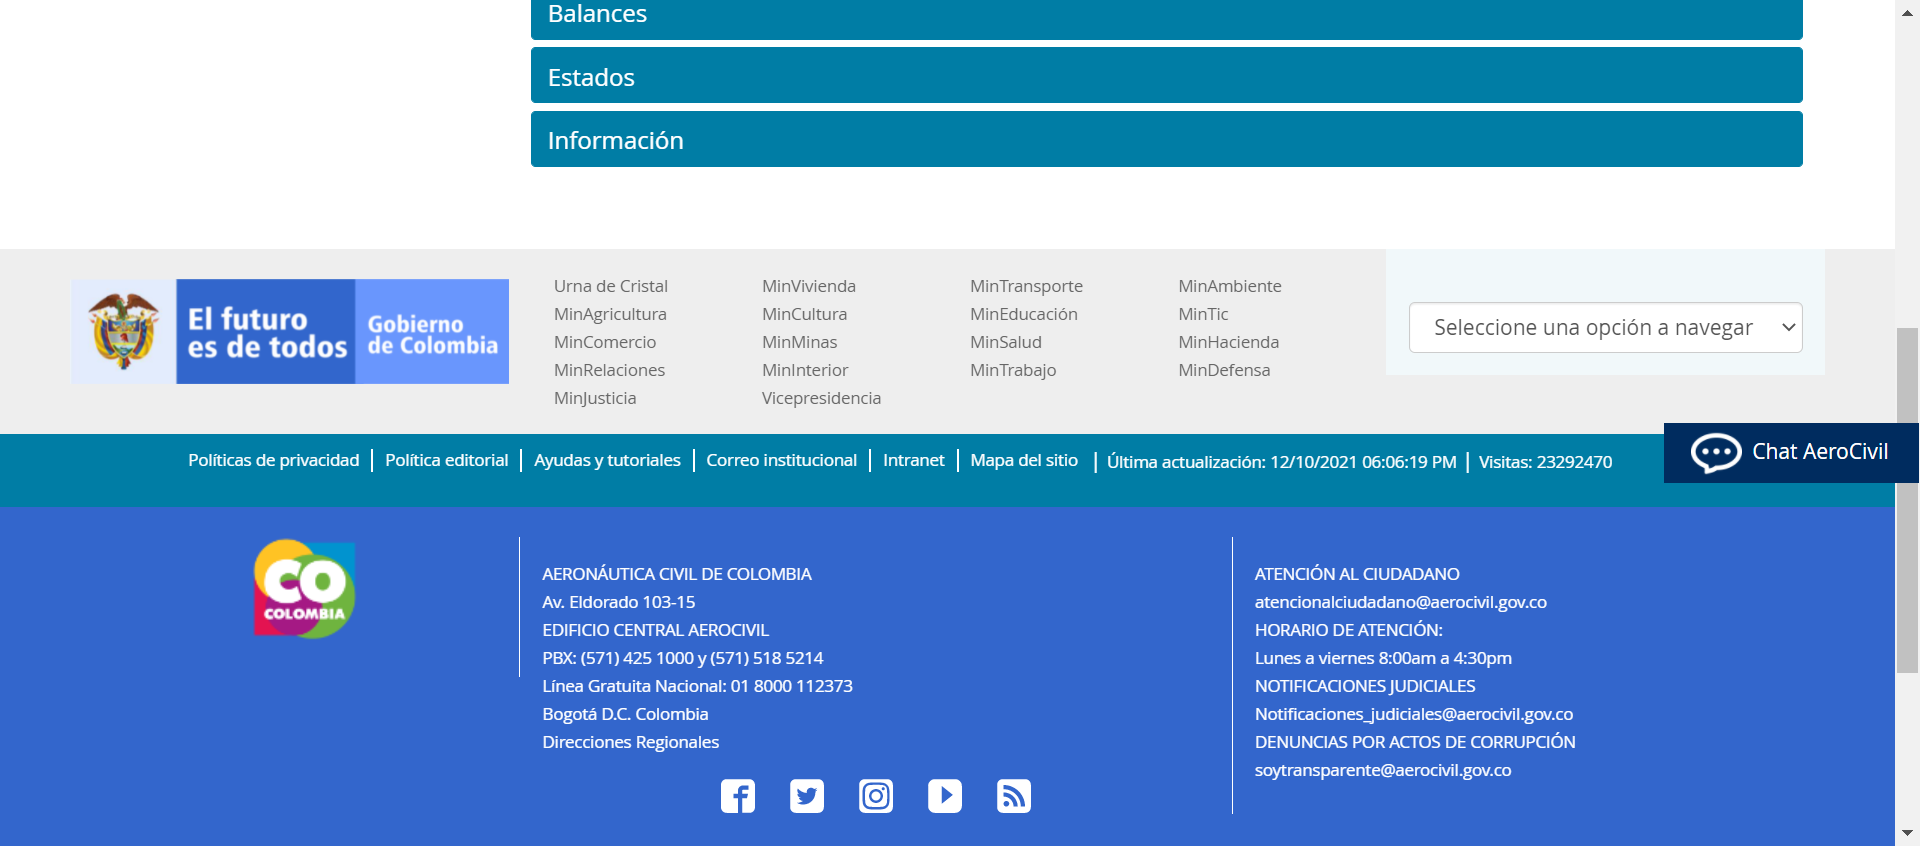 Balances
Estados
Información
El futuro
es de todos
Gobierno
de Colombia
Urna de Cristal
MinAgricultura
MinComercio
MinRelaciones
MinJusticia
MinVivienda
MinCultura
MinMinas
MinInterior
Vicepresidencia
MinTransporte
MinEducación
MinSalud
MinTrabajo
MinAmbiente
MinTic
MinHacienda
MinDefensa
Seleccione una opción a navegar
Chat AeroCivil
Políticas de privacidad | Política editorial | Ayudas y tutoriales | Correo institucional | Intranet | Mapa del sitio | Última actualización: 12/10/2021 06:06:19 PM | Visitas: 23292470
CO
COLOMBIA
AERONÁUTICA CIVIL DE COLOMBIA
Av. Eldorado 103-15
EDIFICIO CENTRAL AEROCIVIL
PBX: (571) 425 1000 y (571) 518 5214
Línea Gratuita Nacional: 01 8000 112373
Bogotá D.C. Colombia
Direcciones Regionales
ATENCIÓN AL CIUDADANO
atencionalciudadano@aerocivil.gov.co
HORARIO DE ATENCIÓN:
Lunes a viernes 8:00am a 4:30pm
NOTIFICACIONES JUDICIALES
Notificaciones_judiciales@aerocivil.gov.co
DENUNCIAS POR ACTOS DE CORRUPCIÓN
soytransparente@aerocivil.gov.co